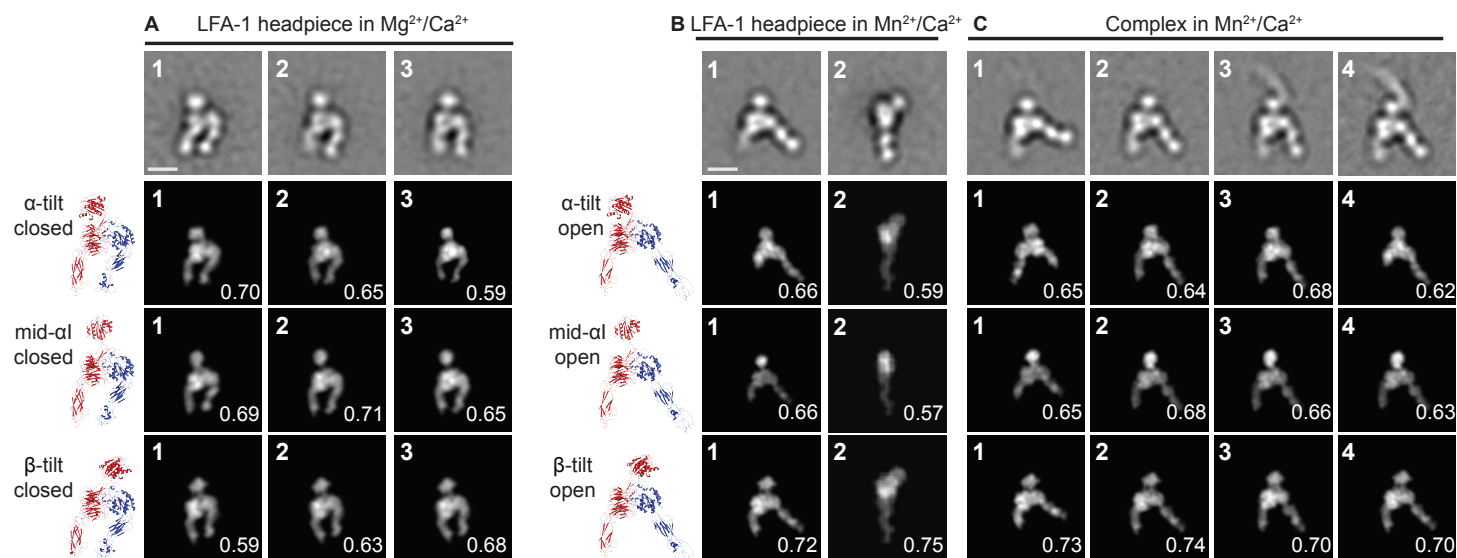 A LFA-1 headpiece in Mg²⁺/Ca²⁺ B LFA-1 headpiece in Mn²⁺/Ca²⁺ C Complex in Mn²⁺/Ca²⁺
1 2 3 1 2 1 2 3 4
α-tilt
closed
1 2 3
0.70 0.65 0.59
α-tilt
open
1 2 1 2 3 4
0.66 0.59 0.65 0.64 0.68 0.62
mid-αI
closed
1 2 3
0.69 0.71 0.65
mid-αI
open
1 2 1 2 3 4
0.66 0.57 0.65 0.68 0.66 0.63
β-tilt
closed
1 2 3
0.59 0.63 0.68
β-tilt
open
1 2 1 2 3 4
0.72 0.75 0.73 0.74 0.70 0.70